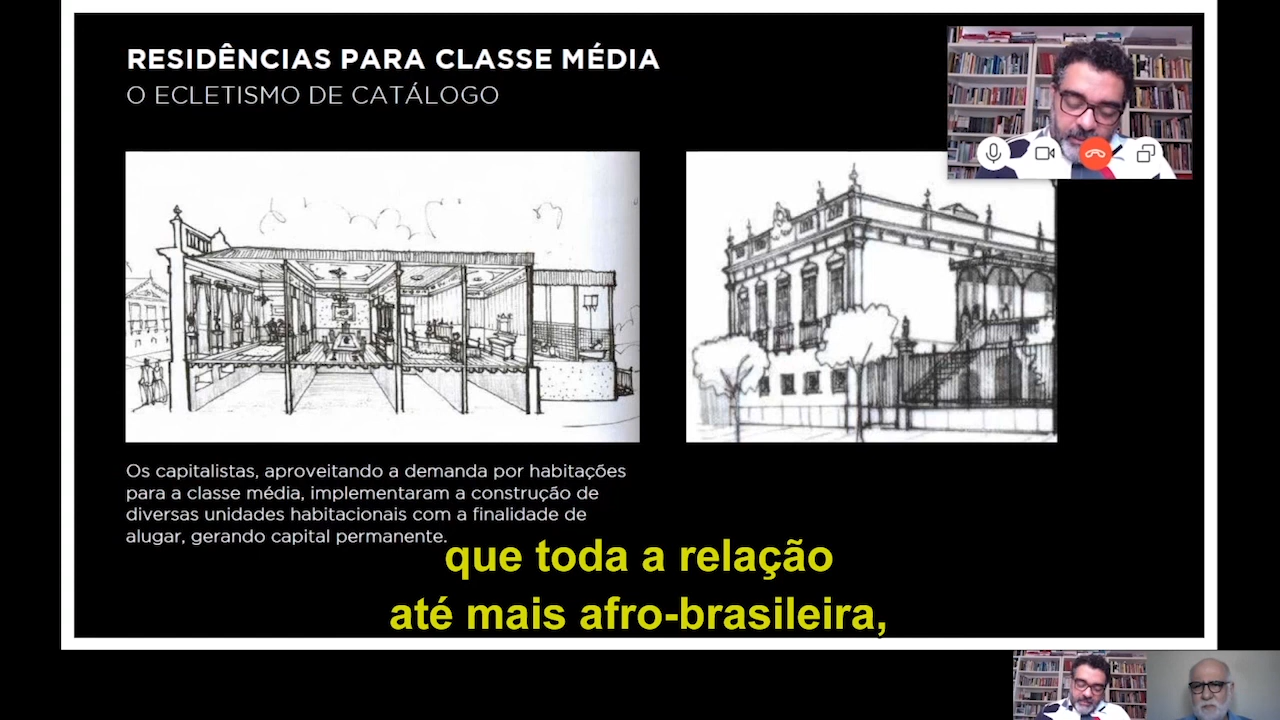 RESIDÊNCIAS PARA CLASSE MÉDIA
O ECLETISMO DE CATÁLOGO
Os capitalistas, aproveitando a demanda por habitações
para a classe média, implementaram a construção de
diversas unidades habitacionais com a finalidade de
alugar, gerando capital permanente.
que toda a relação
até mais afro-brasileira,